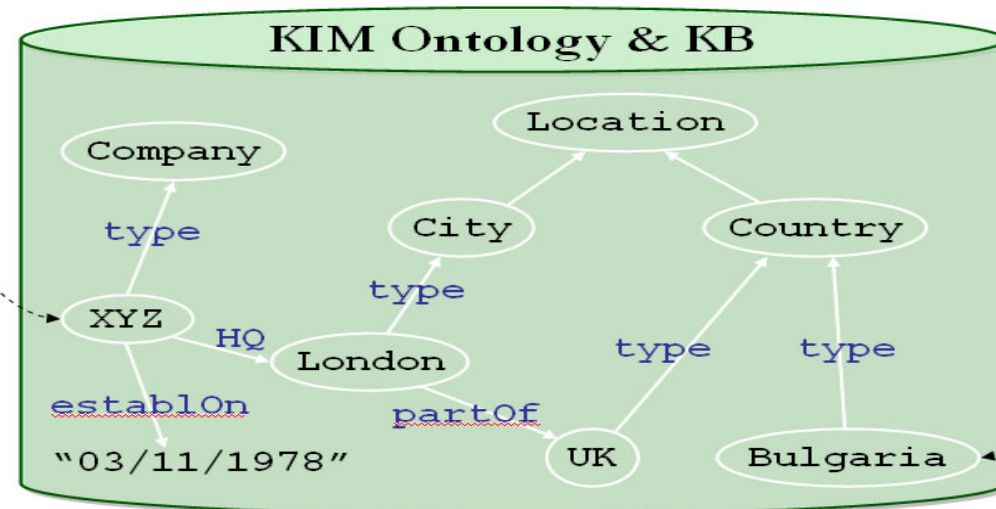 KIM Ontology & KB
Location
Company
City
Country
type
type
XYZ
HQ
type
type
London
establOn
partOf
“03/11/1978”
UK
Bulgaria